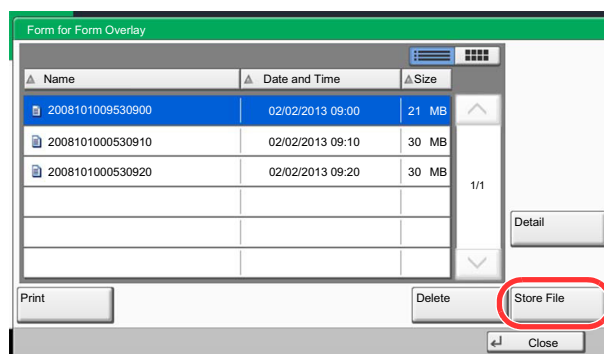 Form for Form Overlay
Name Date and Time Size
2008101009530900 02/02/2013 09:00 21 MB
2008101000530910 02/02/2013 09:10 30 MB
2008101000530920 02/02/2013 09:20 30 MB
1/1
Detail
Print Delete Store File
Close